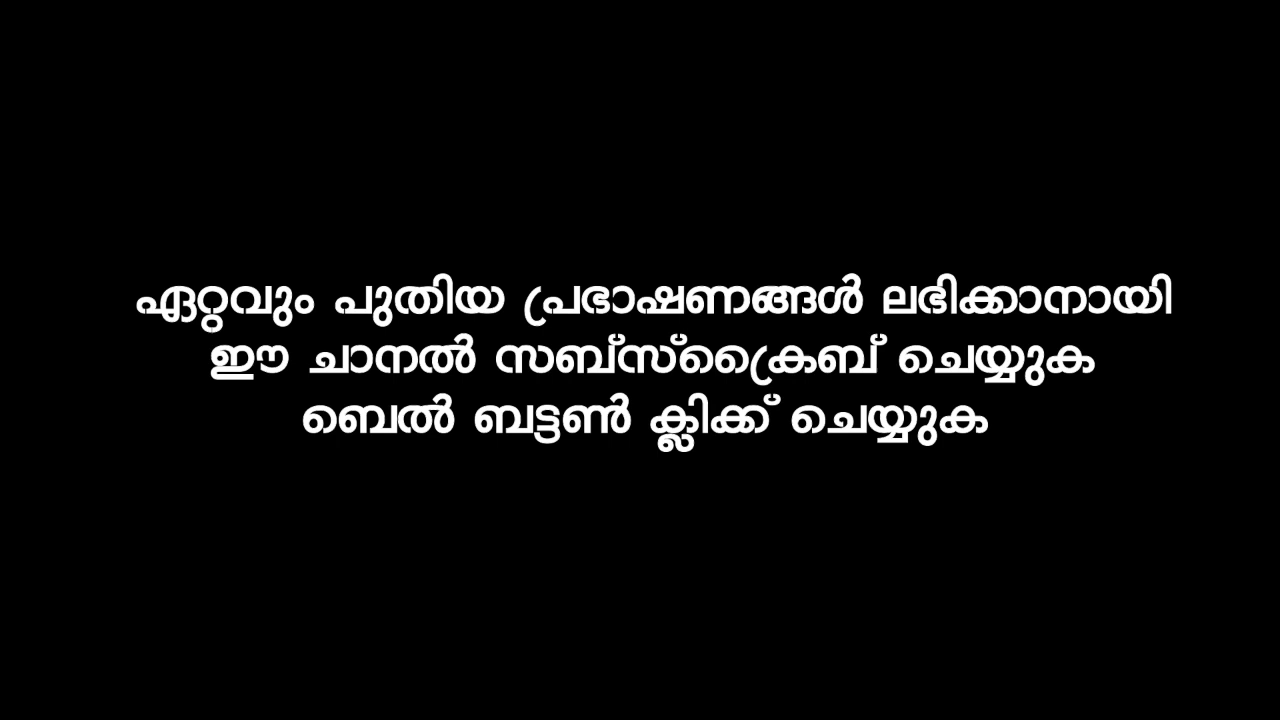 ഏറ്റവും പുതിയ പ്രഭാഷണങ്ങൾ ലഭിക്കാനായി
ഈ ചാനൽ സബ്സ്ക്രൈബ് ചെയ്യുക
ബെൽ ബട്ടൺ ക്ലിക്ക് ചെയ്യുക